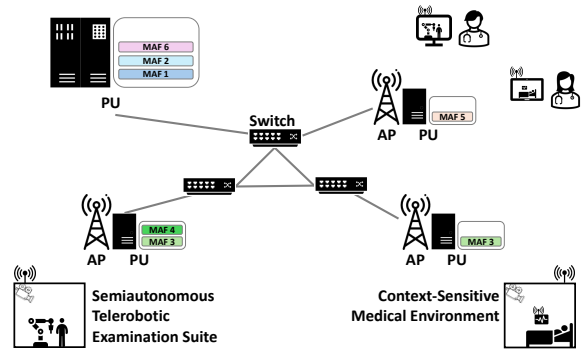 MAF 6
MAF 2
MAF 1
PU
Switch
MAF 5
AP PU
MAF 4
MAF 3
AP PU
MAF 3
AP PU
Semiautonomous
Telerobotic
Examination Suite
Context-Sensitive
Medical Environment